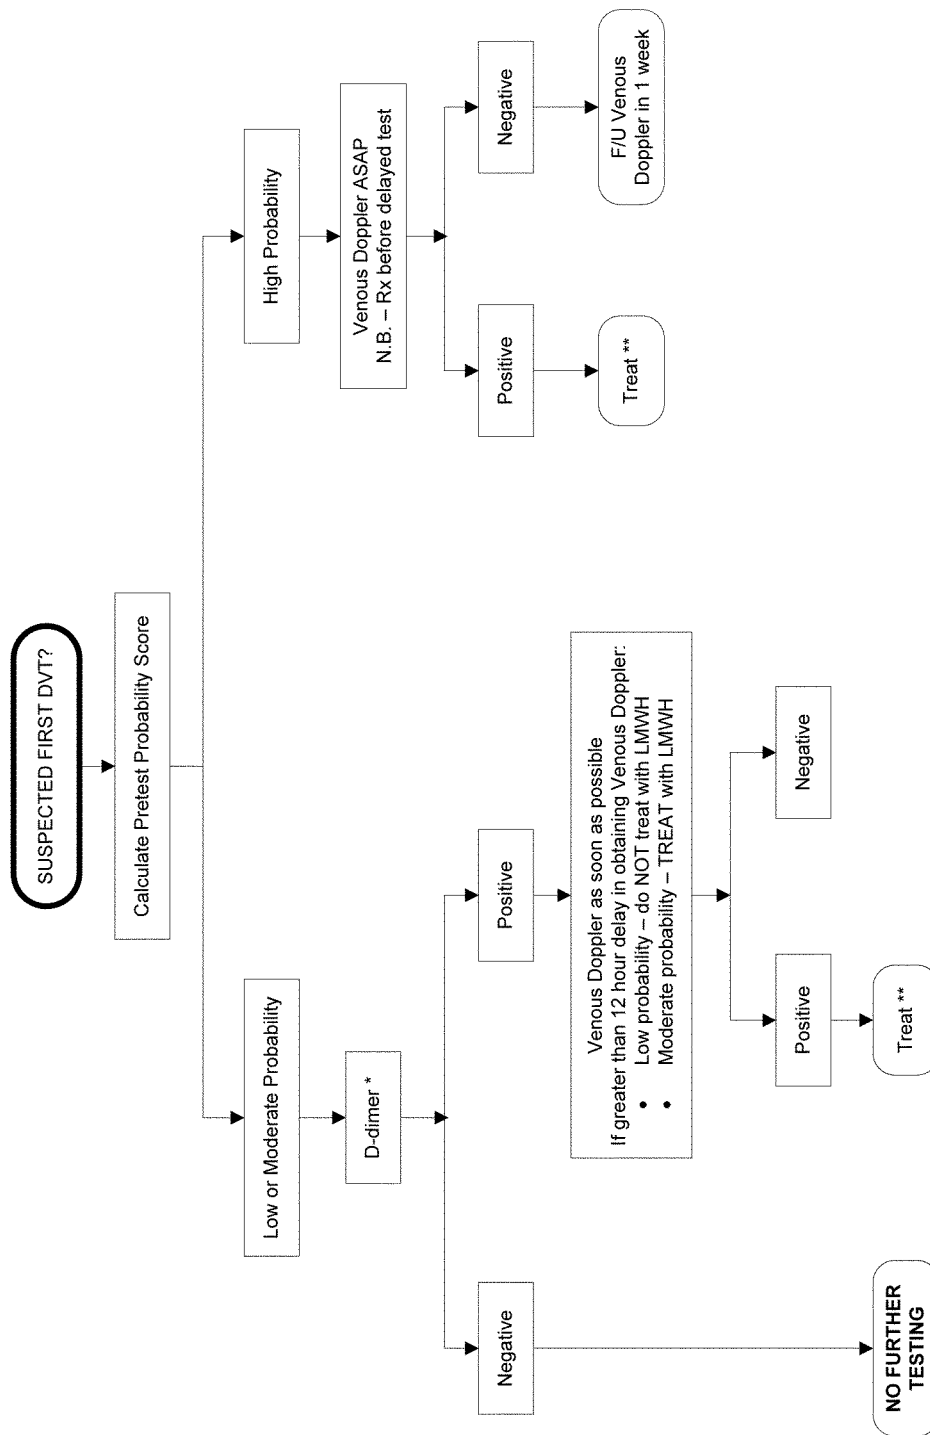 SUSPECTED FIRST DVT?
Calculate Pretest Probability Score
Low or Moderate Probability
High Probability
D-dimer *
Venous Doppler ASAP
N.B. – Rx before delayed test
Negative
Positive
Positive
Negative
Venous Doppler as soon as possible
If greater than 12 hour delay in obtaining Venous Doppler:
• Low probability – do NOT treat with LMWH
• Moderate probability – TREAT with LMWH
Treat **
F/U Venous
Doppler in 1 week
Positive
Negative
NO FURTHER
TESTING
Treat **